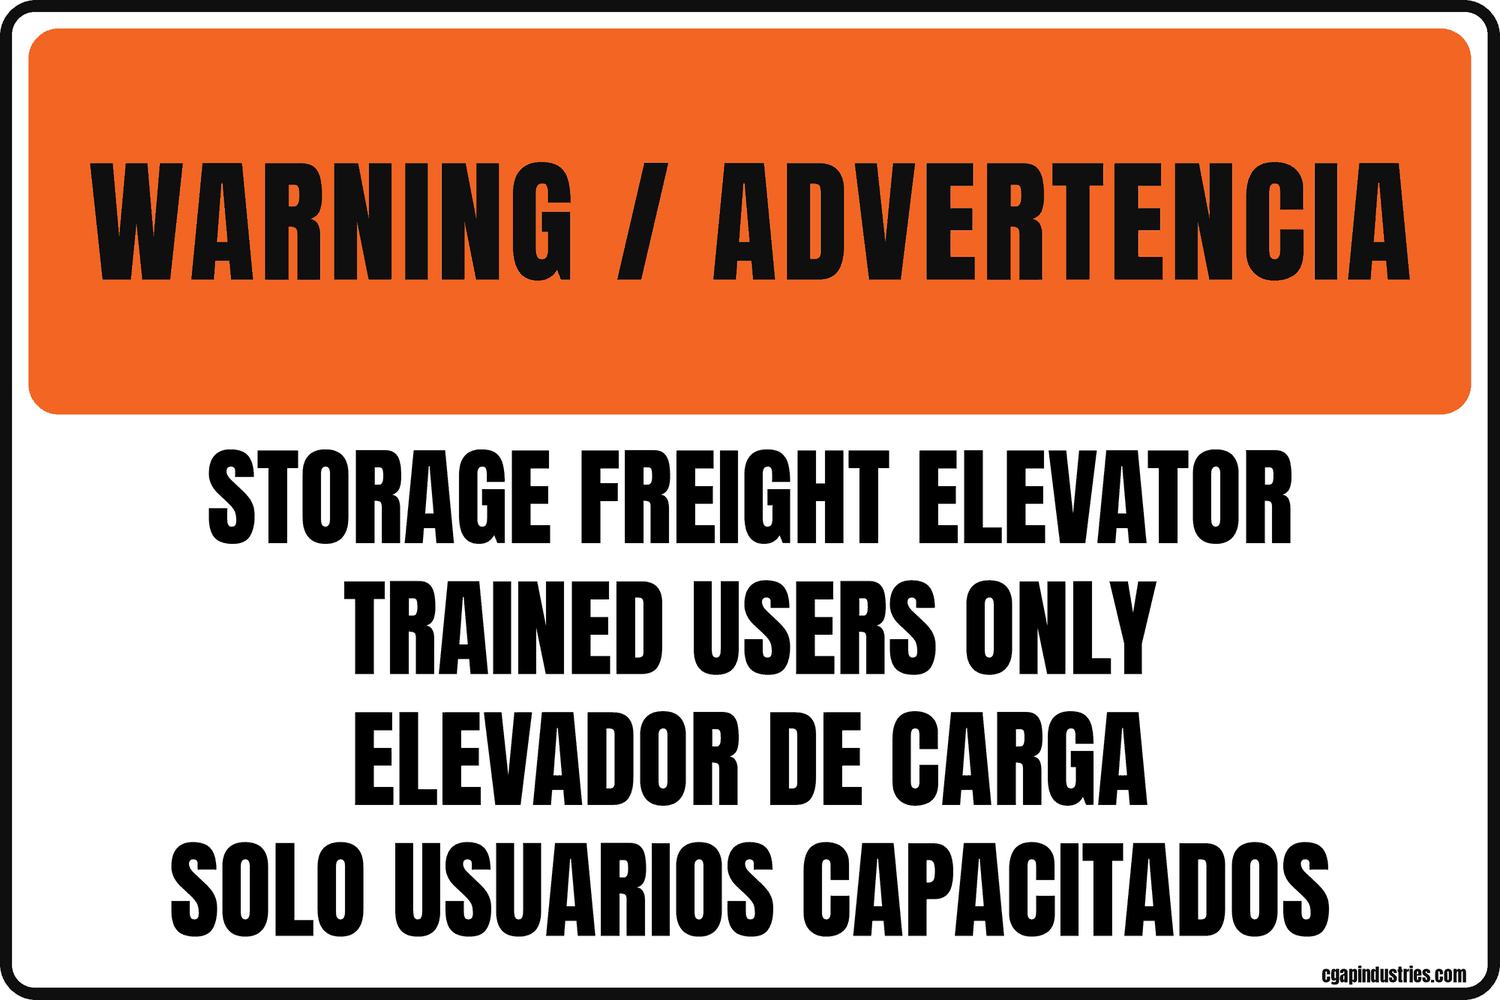 WARNING / ADVERTENCIA
STORAGE FREIGHT ELEVATOR
TRAINED USERS ONLY
ELEVADOR DE CARGA
SOLO USUARIOS CAPACITADOS
cgapindustries.com